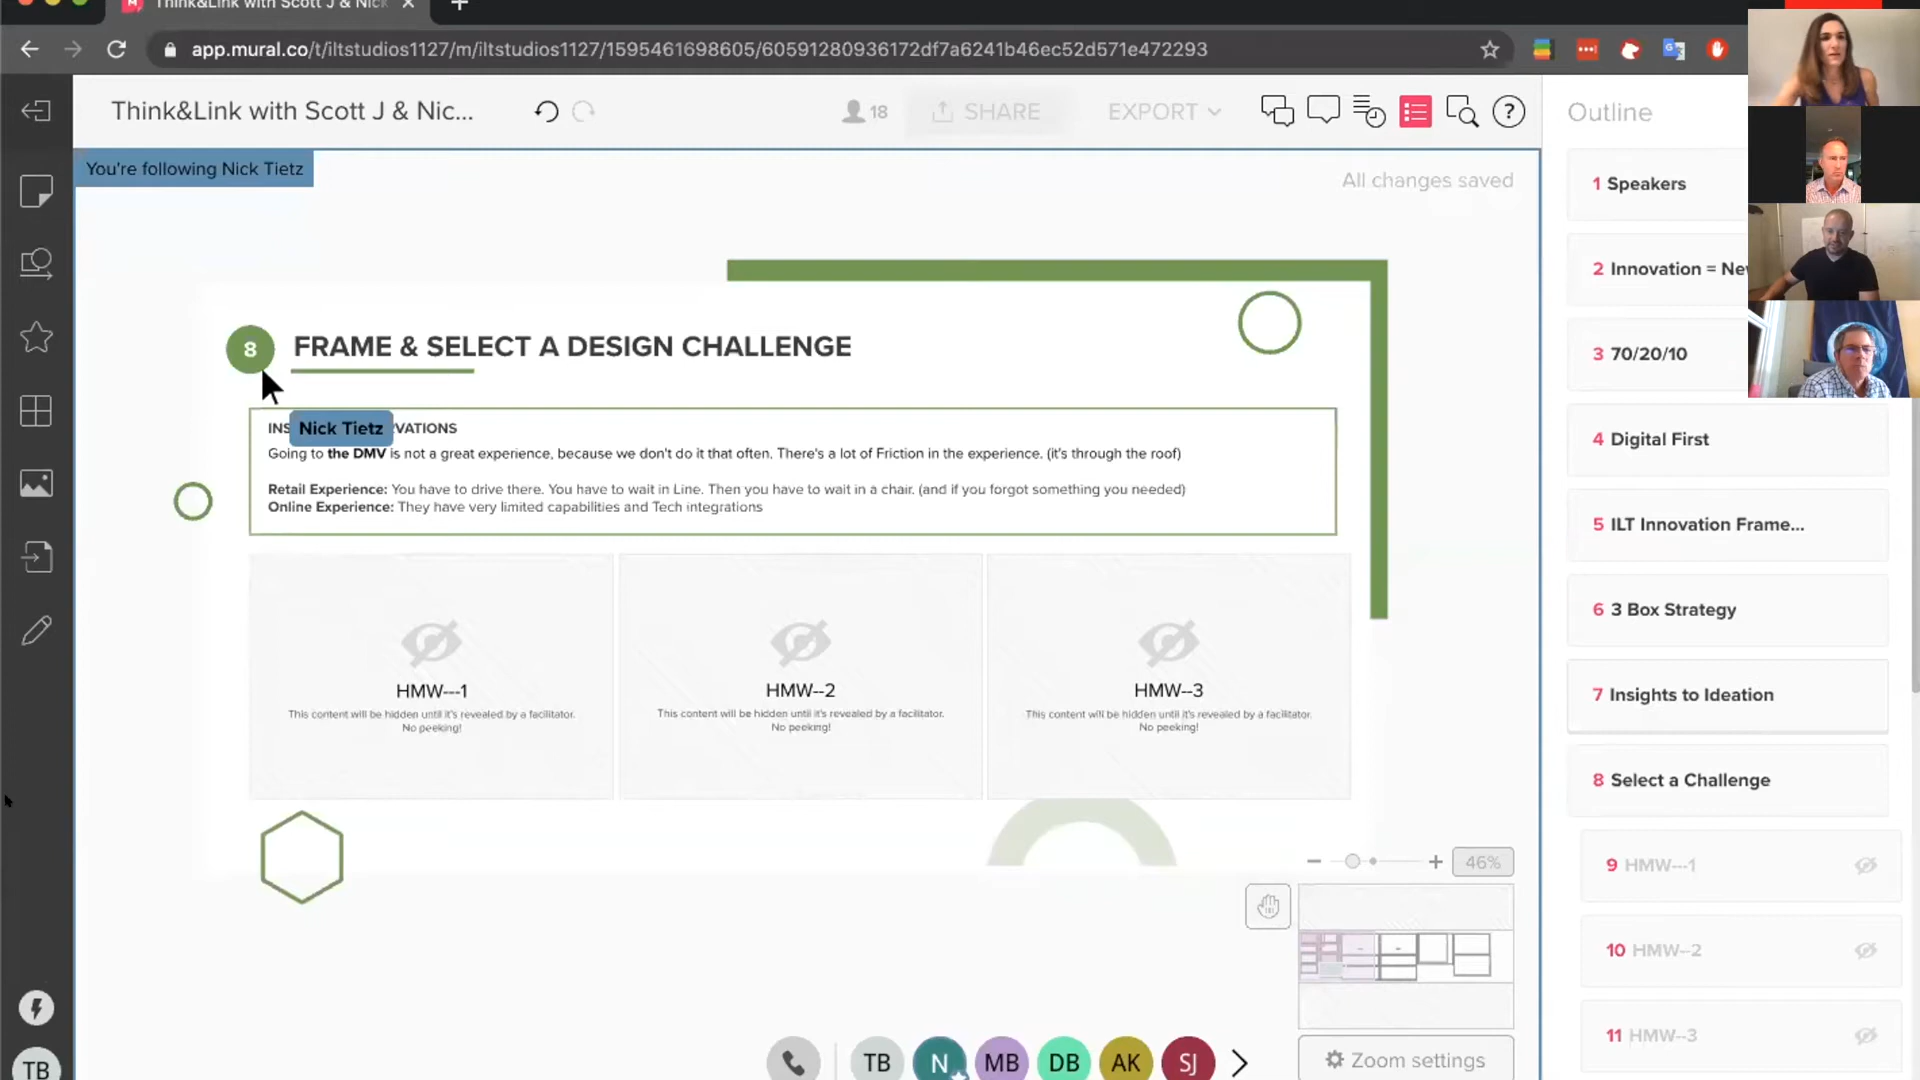 Think&Link with Scott J & Nick
app.mural.co/t/iltstudios1127/m/iltstudios1127/1595461698605/60591280936172df7a6241b46ec52d571e472293
Think&Link with Scott J & Nic...
18
SHARE
EXPORT
?
Outline
You're following Nick Tietz
All changes saved
8
FRAME & SELECT A DESIGN CHALLENGE
Nick Tietz
Going to the DMV is not a great experience, because we don't do it that often. There's a lot of Friction in the experience. (it's through the roof)
Retail Experience: You have to drive there. You have to wait in Line. Then you have to wait in a chair. (and if you forgot something you needed)
Online Experience: They have very limited capabilities and Tech integrations
HMW---1
This content will be hidden until it's revealed by a facilitator.
No peeking!
HMW--2
This content will be hidden until it's revealed by a facilitator.
No peeking!
HMW--3
This content will be hidden until it's revealed by a facilitator.
No peeking!
1 Speakers
2 Innovation = Nev
3 70/20/10
4 Digital First
5 ILT Innovation Frame...
6 3 Box Strategy
7 Insights to Ideation
8 Select a Challenge
9 HMW---1
10 HMW--2
11 HMW--3
46%
Zoom settings
TB
TB
N
MB
DB
AK
SJ